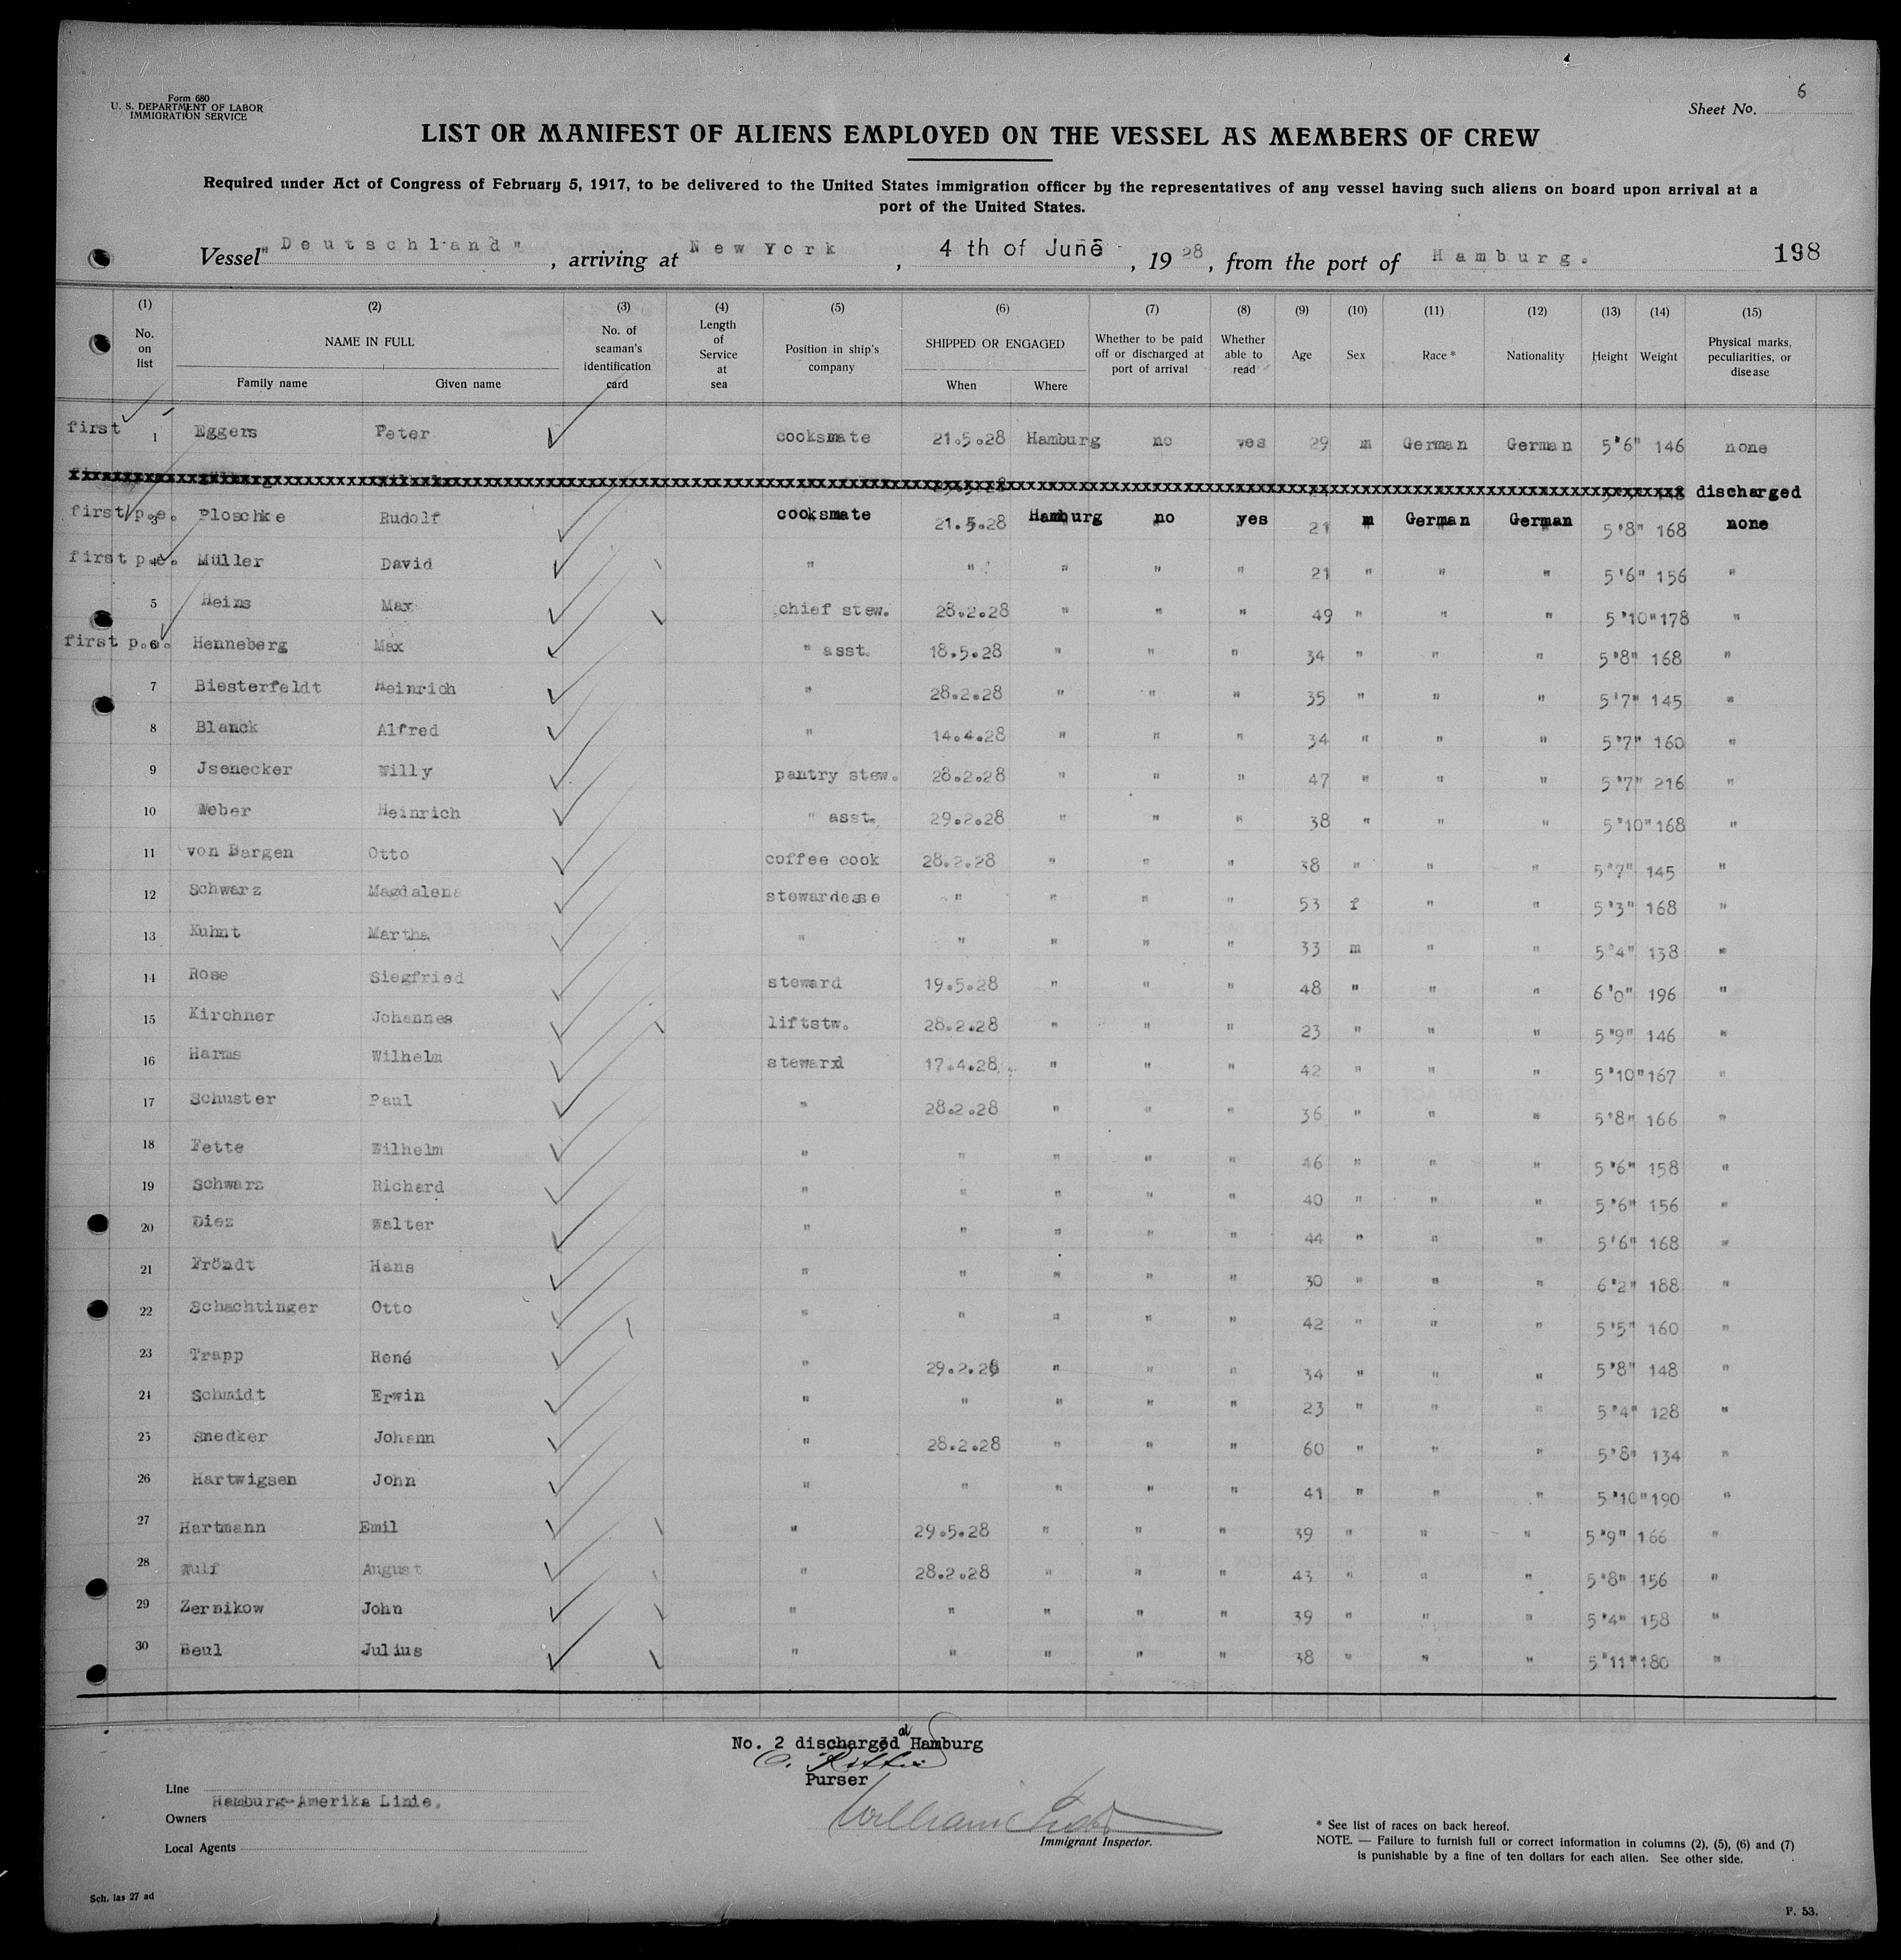 Form 680
U. S. DEPARTMENT OF LABOR
IMMIGRATION SERVICE
Sheet No. 6
LIST OR MANIFEST OF ALIENS EMPLOYED ON THE VESSEL AS MEMBERS OF CREW
Required under Act of Congress of February 5, 1917, to be delivered to the United States immigration officer by the representatives of any vessel having such aliens on board upon arrival at a
port of the United States.
Vessel "Deutschland", arriving at New York, 4 th of June, 1928, from the port of Hamburg. 198
(1) (2) (3) (4) (5) (6) (7) (8) (9) (10) (11) (12) (13) (14) (15)
No. on list NAME IN FULL Family name Given name No. of seaman's identification card Length of Service at sea Position in ship's company SHIPPED OR ENGAGED When Where Whether to be paid off or discharged at port of arrival Whether able to read Age Sex Race * Nationality Height Weight Physical marks, peculiarities, or disease
first 1 Eggers Peter cooksmate 21.5.28 Hamburg no yes 29 m German German 5'6" 146 none
discharged
first p.e. 3 Ploschke Rudolf cooksmate 21.5.28 Hamburg no yes 21 m German German 5'8" 168 none
first p.e. 4 Müller David " " " " " 21 " " " 5'6" 156 "
5 Heins Max chief stew. 28.2.28 " " " 49 " " " 5'10" 178 "
first p.e. 6 Henneberg Max " asst. 18.5.28 " " " 34 " " " 5'8" 168 "
7 Biesterfeldt Heinrich " 28.2.28 " " " 35 " " " 5'7" 145 "
8 Blanck Alfred " 14.4.28 " " " 34 " " " 5'7" 160 "
9 Jsenecker Willy pantry stew. 28.2.28 " " " 47 " " " 5'7" 216 "
10 Weber Heinrich " asst. 29.2.28 " " " 38 " " " 5'10" 168 "
11 von Bargen Otto coffee cook 28.2.28 " " " 38 " " " 5'7" 145 "
12 Schwarz Magdalena stewardesse " " " " 53 f " " 5'3" 168 "
13 Kuhnt Martha " " " " " 33 m " " 5'4" 138 "
14 Rose Siegfried steward 19.5.28 " " " 48 " " " 6'0" 196 "
15 Kirchner Johannes liftstw. 28.2.28 " " " 23 " " " 5'9" 146 "
16 Harms Wilhelm steward 17.4.28 " " " 42 " " " 5'10" 167 "
17 Schuster Paul " 28.2.28 " " " 36 " " " 5'8" 166 "
18 Fette Wilhelm " " " " " 46 " " " 5'6" 158 "
19 Schwarz Richard " " " " " 40 " " " 5'6" 156 "
20 Diez Walter " " " " " 44 " " " 5'6" 168 "
21 Fröndt Hans " " " " " 30 " " " 6'2" 188 "
22 Schachtinger Otto " " " " " 42 " " " 5'5" 160 "
23 Trapp René " 29.2.28 " " " 34 " " " 5'8" 148 "
24 Schmidt Erwin " " " " " 23 " " " 5'4" 128 "
25 Snedker Johann " 28.2.28 " " " 60 " " " 5'8" 134 "
26 Hartwigsen John " " " " " 41 " " " 5'10" 190 "
27 Hartmann Emil " 29.5.28 " " " 39 " " " 5'9" 166 "
28 Wulf August " 28.2.28 " " " 43 " " " 5'8" 156 "
29 Zernikow John " " " " " 39 " " " 5'4" 158 "
30 Beul Julius " " " " " 38 " " " 5'11" 180 "
No. 2 discharged at Hamburg
Purser
Line
Hamburg-Amerika Linie.
Owners
Local Agents
William
Immigrant Inspector.
* See list of races on back hereof.
NOTE. — Failure to furnish full or correct information in columns (2), (5), (6) and (7)
is punishable by a fine of ten dollars for each alien. See other side.
Sch. las 27 ad
F. 53.